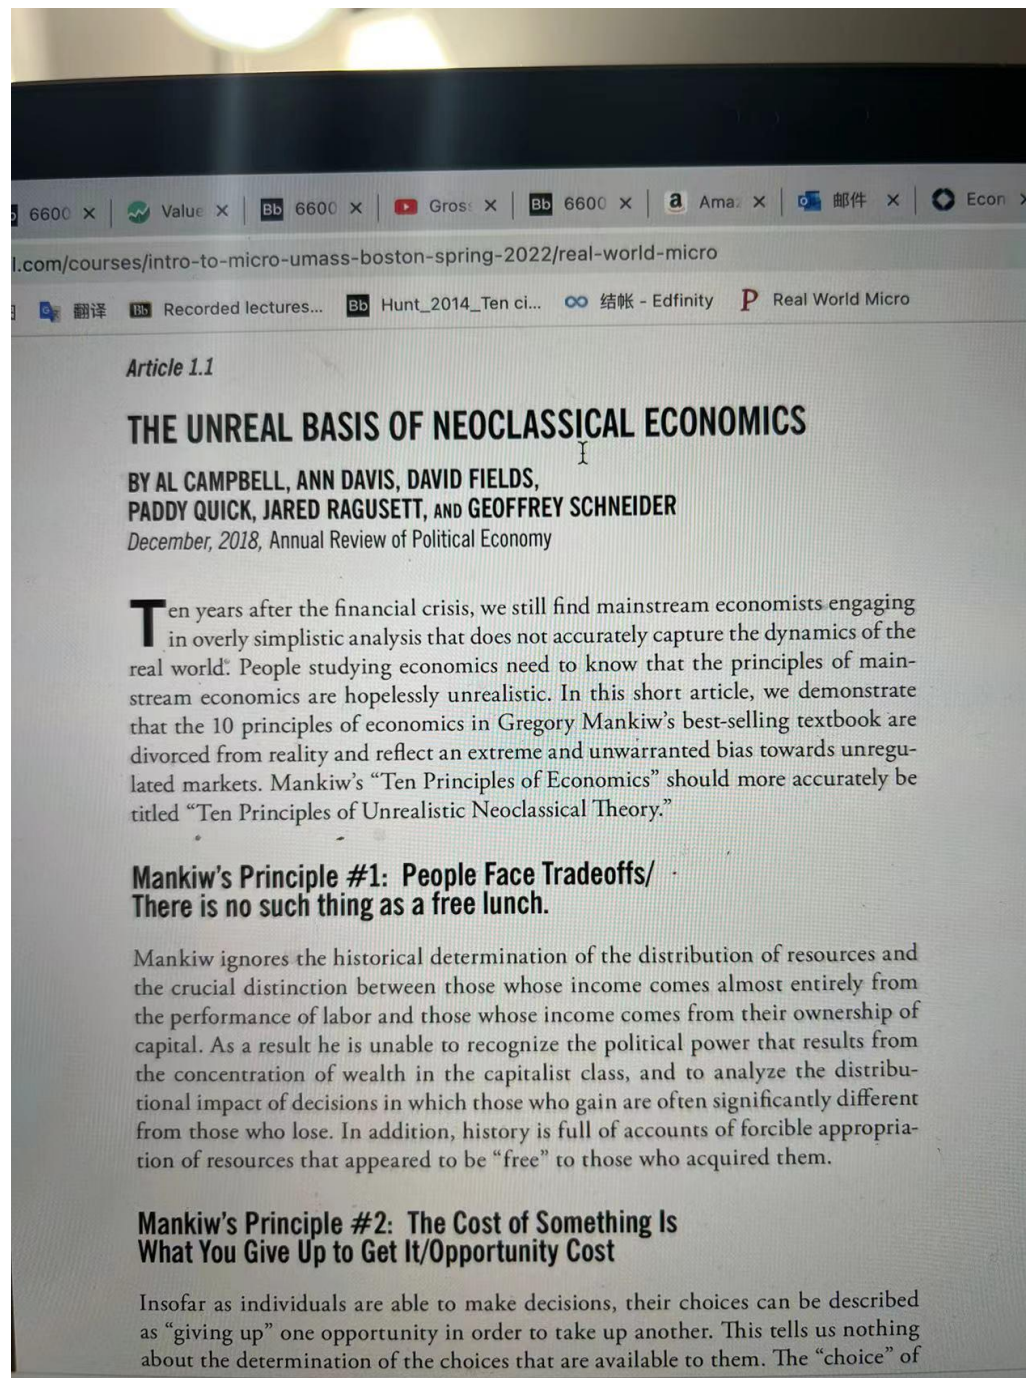 6600 × Value × Bb 6600 × Gros × Bb 6600 × a Ama × 邮件 × Econ
l.com/courses/intro-to-micro-umass-boston-spring-2022/real-world-micro
翻译 Bb Recorded lectures... Bb Hunt_2014_Ten ci... 结帐 - Edfinity P Real World Micro
Article 1.1
THE UNREAL BASIS OF NEOCLASSICAL ECONOMICS
BY AL CAMPBELL, ANN DAVIS, DAVID FIELDS,
PADDY QUICK, JARED RAGUSETT, AND GEOFFREY SCHNEIDER
December, 2018, Annual Review of Political Economy
Ten years after the financial crisis, we still find mainstream economists engaging
in overly simplistic analysis that does not accurately capture the dynamics of the
real world. People studying economics need to know that the principles of main-
stream economics are hopelessly unrealistic. In this short article, we demonstrate
that the 10 principles of economics in Gregory Mankiw's best-selling textbook are
divorced from reality and reflect an extreme and unwarranted bias towards unregu-
lated markets. Mankiw's “Ten Principles of Economics” should more accurately be
titled “Ten Principles of Unrealistic Neoclassical Theory.”
Mankiw's Principle #1: People Face Tradeoffs/
There is no such thing as a free lunch.
Mankiw ignores the historical determination of the distribution of resources and
the crucial distinction between those whose income comes almost entirely from
the performance of labor and those whose income comes from their ownership of
capital. As a result he is unable to recognize the political power that results from
the concentration of wealth in the capitalist class, and to analyze the distribu-
tional impact of decisions in which those who gain are often significantly different
from those who lose. In addition, history is full of accounts of forcible appropria-
tion of resources that appeared to be “free” to those who acquired them.
Mankiw's Principle #2: The Cost of Something Is
What You Give Up to Get It/Opportunity Cost
Insofar as individuals are able to make decisions, their choices can be described
as “giving up” one opportunity in order to take up another. This tells us nothing
about the determination of the choices that are available to them. The “choice” of